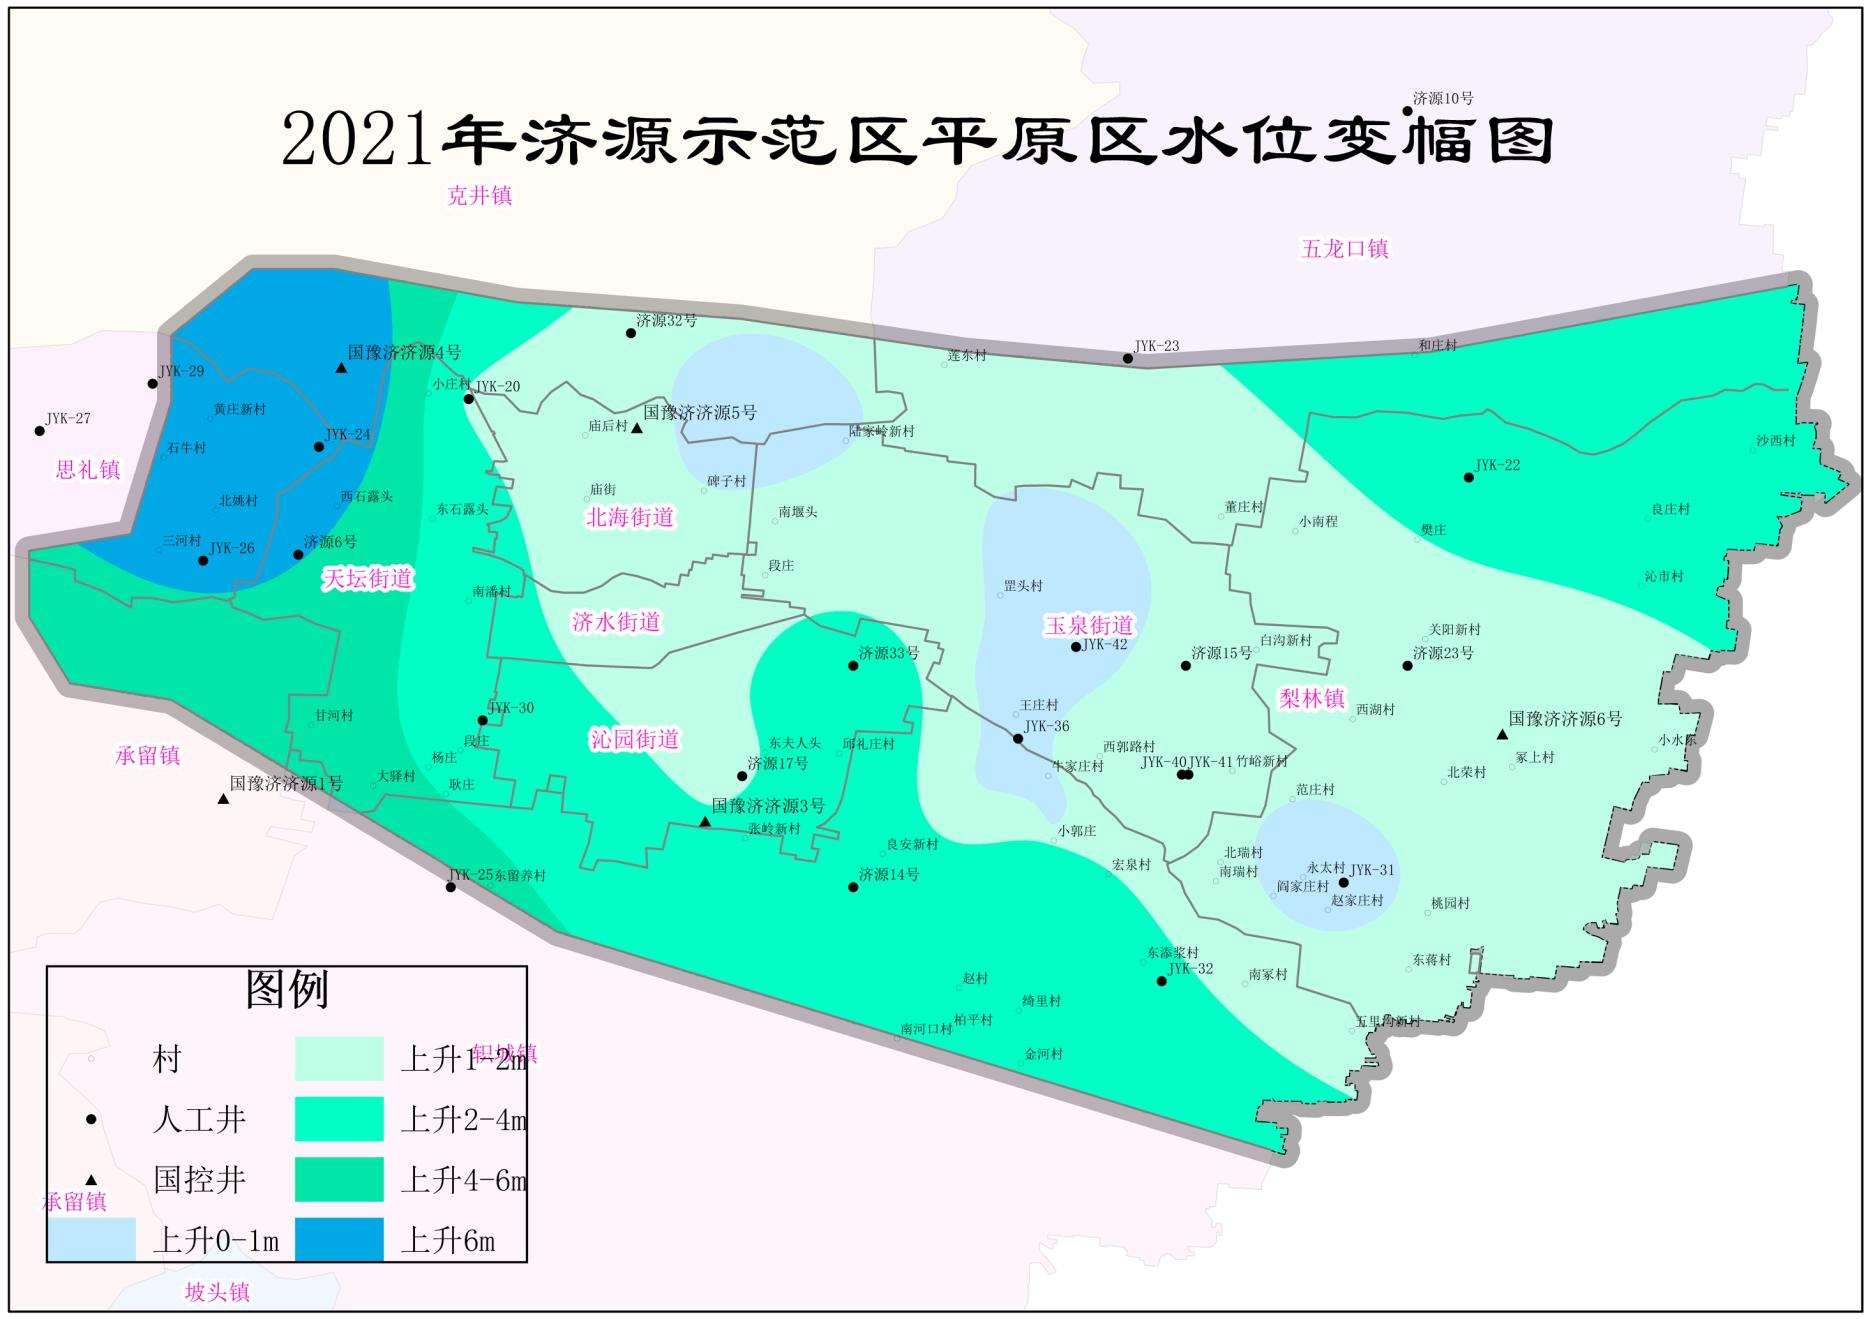 2021年济源示范区平原区水位变幅图
济源10号
克井镇
五龙口镇
济源32号
和庄村
JYK-23
国豫济济源4号
莲东村
JYK-29
小庄村
JYK-20
黄庄新村
JYK-27
国豫济济源5号
庙后村
陆家岭新村
JYK-24
石牛村
沙西村
思礼镇
JYK-22
碑子村
庙街
北姚村
西石露头
东石露头
北海街道
南堰头
董庄村
小南程
良庄村
樊庄
三河村
JYK-26
济源6号
天坛街道
段庄
沁市村
罡头村
南潘村
济水街道
玉泉街道
关阳新村
JYK-42
白沟新村
济源33号
济源15号
济源23号
梨林镇
王庄村
西湖村
甘河村
JYK-30
国豫济济源6号
JYK-36
沁园街道
东夫人头
邱礼庄村
段庄
小水东
承留镇
杨庄
济源17号
西郭路村
牛家庄村
JYK-40
JYK-41
竹峪新村
冢上村
北荣村
国豫济济源1号
大驿村
耿庄
范庄村
国豫济济源3号
张岭新村
小郭庄
良安新村
北瑞村
宏泉村
南瑞村
永太村
JYK-31
JYK-25
东留养村
济源14号
阎家庄村
赵家庄村
桃园村
东添浆村
JYK-32
东蒋村
南冢村
赵村
绮里村
柏平村
南河口村
五里沟新村
金河村
图例
村
上升1-2m
轵城镇
人工井
上升2-4m
国控井
上升4-6m
承留镇
上升0-1m
上升6m
坡头镇